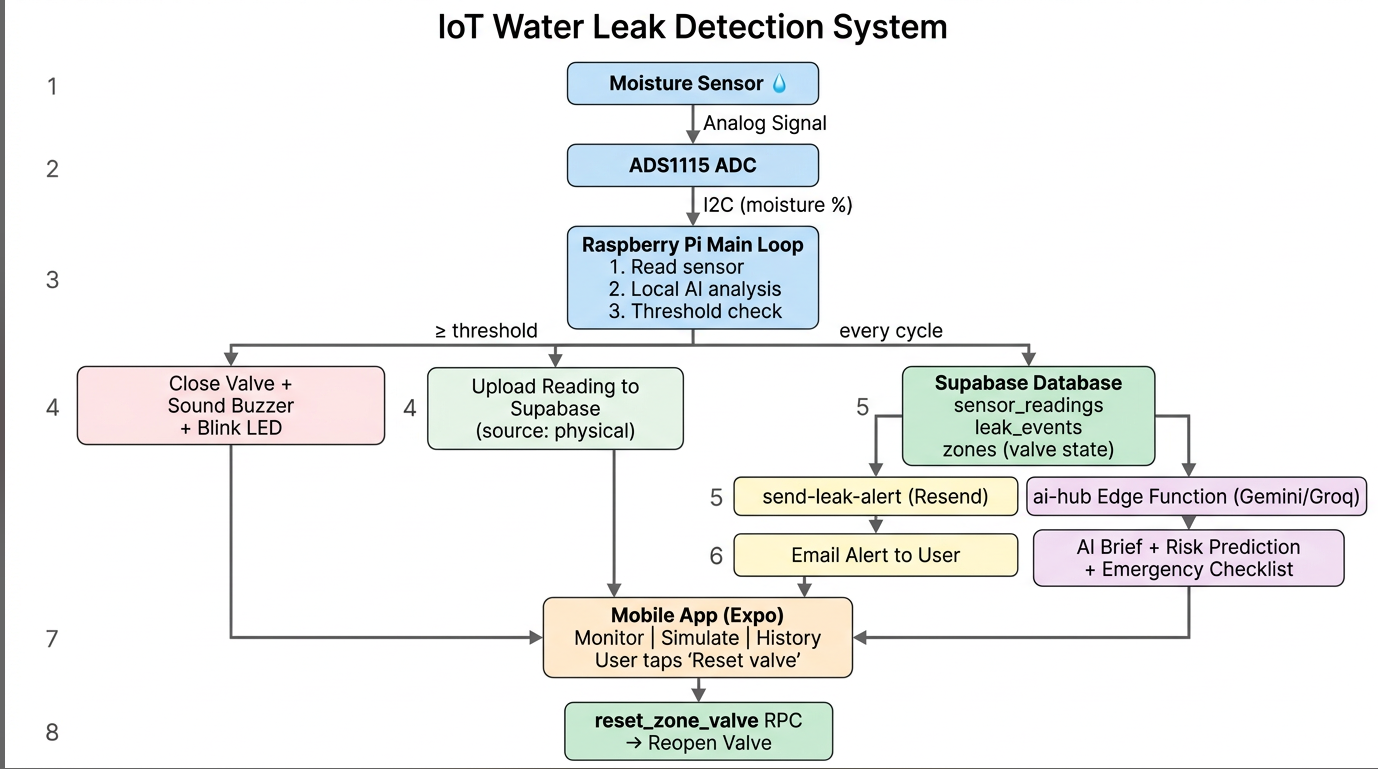 IoT Water Leak Detection System
1
Moisture Sensor 💧
Analog Signal
2
ADS1115 ADC
I2C (moisture %)
3
Raspberry Pi Main Loop
1. Read sensor
2. Local AI analysis
3. Threshold check
≥ threshold
every cycle
4
Close Valve +
Sound Buzzer
+ Blink LED
4
Upload Reading to
Supabase
(source: physical)
5
Supabase Database
sensor_readings
leak_events
zones (valve state)
5
send-leak-alert (Resend)
ai-hub Edge Function (Gemini/Groq)
6
Email Alert to User
AI Brief + Risk Prediction
+ Emergency Checklist
7
Mobile App (Expo)
Monitor | Simulate | History
User taps ‘Reset valve’
8
reset_zone_valve RPC
→ Reopen Valve